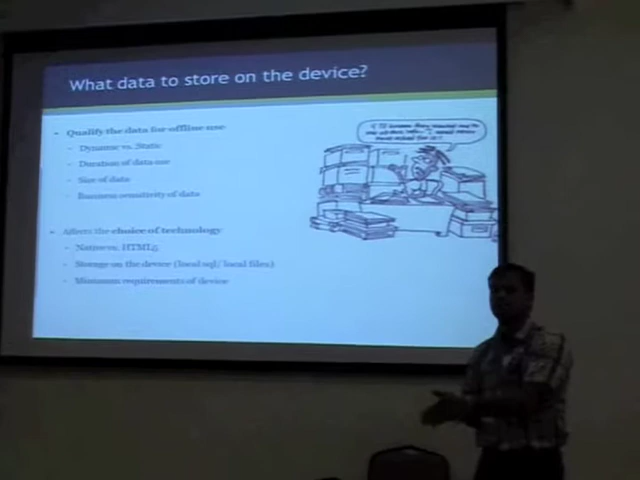 What data to store on the device?
Qualify the data for offline use
Dynamic vs. Static
Duration of data use
Size of data
Business sensitivity of data
Affects the choice of technology
Native vs. HTML5
Storage on the device (local sql/ local files)
Minimum requirements of device